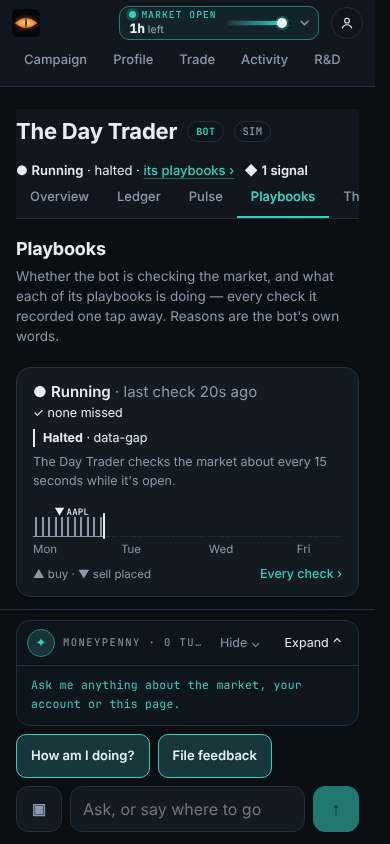 MARKET OPEN
1h left
Campaign Profile Trade Activity R&D
The Day Trader BOT SIM
Running · halted · its playbooks › ◆ 1 signal
Overview Ledger Pulse Playbooks Th
Playbooks
Whether the bot is checking the market, and what
each of its playbooks is doing — every check it
recorded one tap away. Reasons are the bot's own
words.
Running · last check 20s ago
✓ none missed
Halted · data-gap
The Day Trader checks the market about every 15
seconds while it's open.
▼ AAPL
Mon Tue Wed Fri
▲ buy · ▼ sell placed Every check ›
MONEYPENNY · 0 TU… Hide Expand
Ask me anything about the market, your
account or this page.
How am I doing? File feedback
Ask, or say where to go